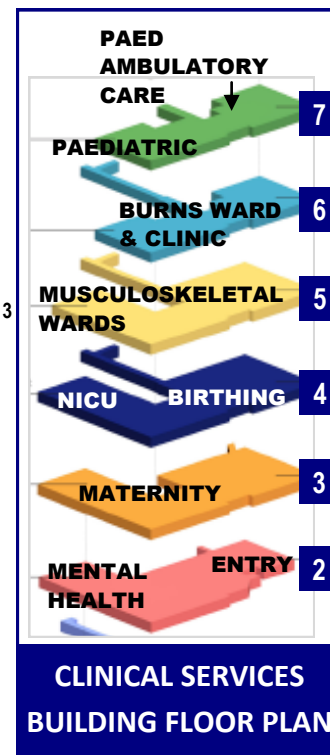 PAED
AMBULATORY
CARE
7
PAEDIATRIC
6
BURNS WARD
& CLINIC
5
MUSCULOSKELETAL
WARDS
3
4
NICU
BIRTHING
3
MATERNITY
2
ENTRY
MENTAL
HEALTH
CLINICAL SERVICES
BUILDING FLOOR PLAN